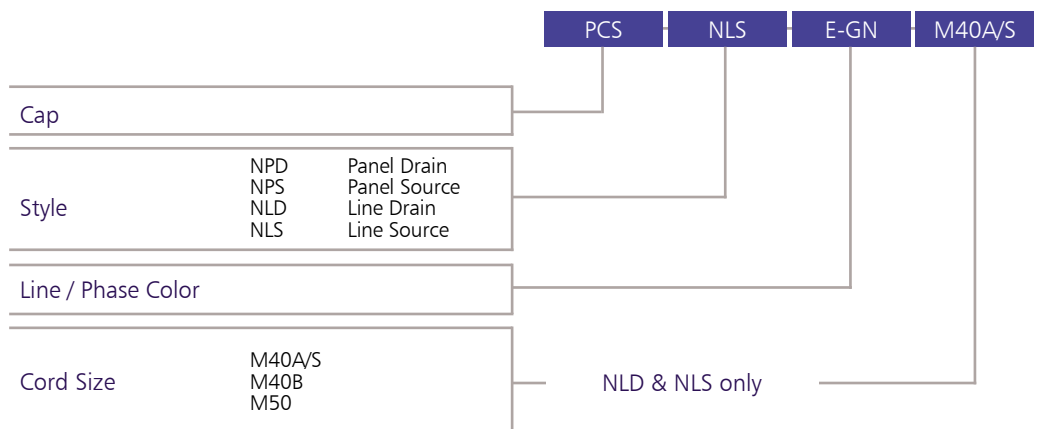 PCS NLS E-GN M40A/S
Cap
Style
NPD Panel Drain
NPS Panel Source
NLD Line Drain
NLS Line Source
Line / Phase Color
Cord Size
M40A/S
M40B
M50
NLD & NLS only